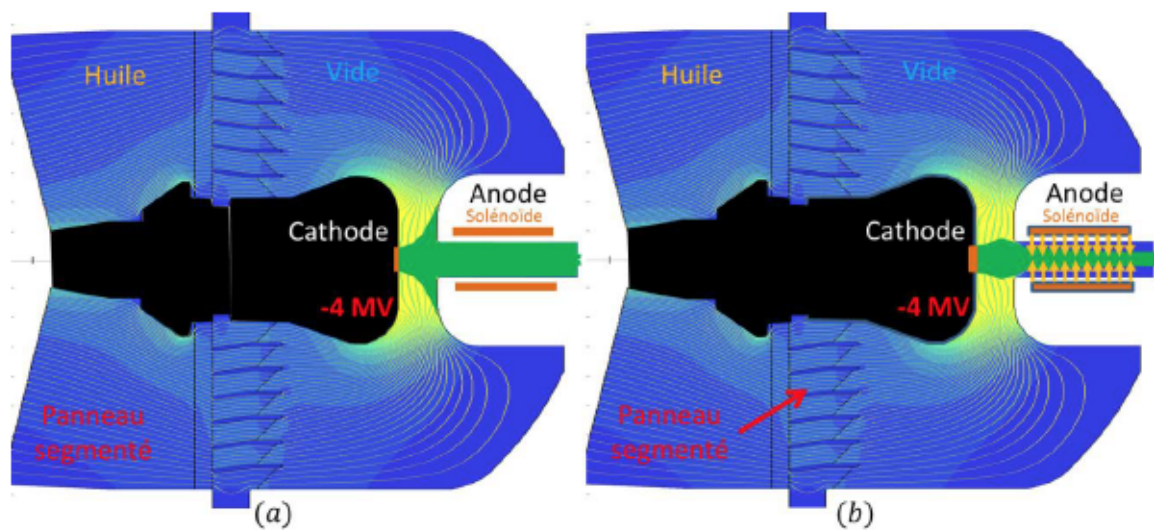 Huile
Vide
Anode
Solénoïde
Cathode
-4 MV
Panneau
segmenté
(a)
Huile
Vide
Anode
Solénoïde
Cathode
-4 MV
Panneau
segmenté
(b)